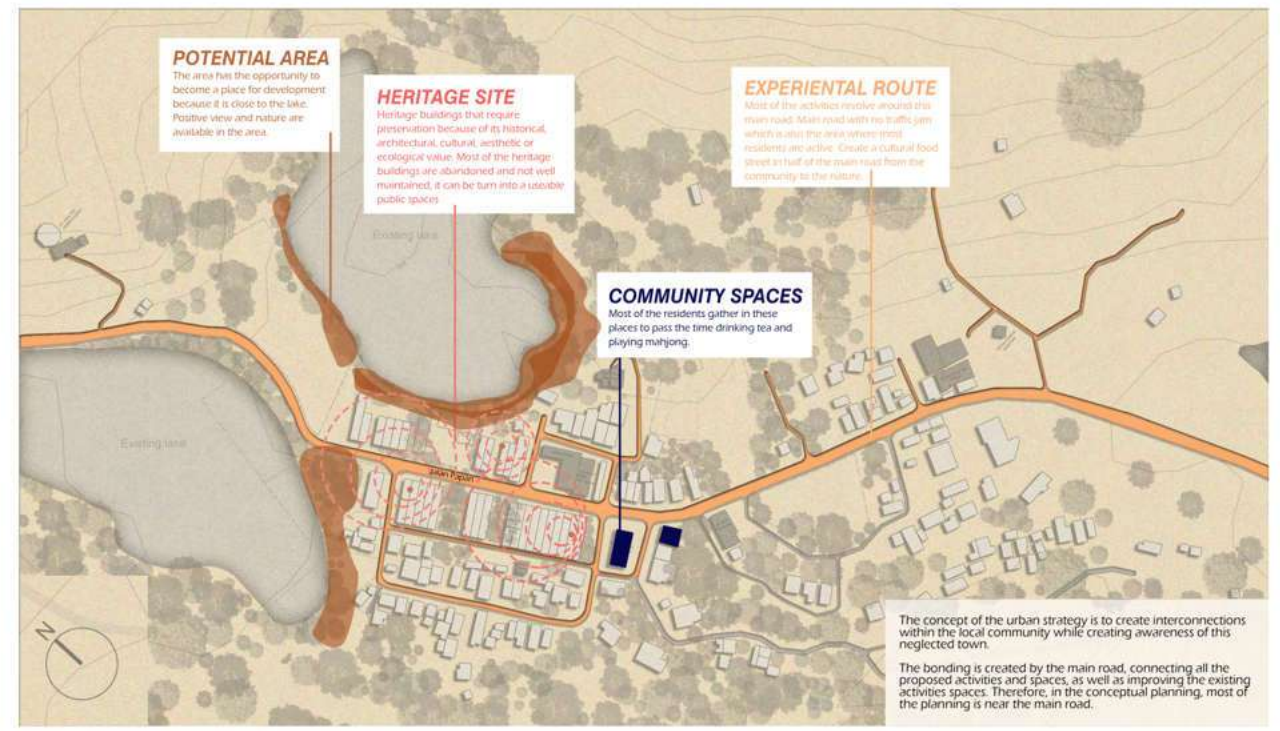 POTENTIAL AREA
The area has the opportunity to
become a place for development
because it is close to the lake.
Positive view and nature are
available in the area.
HERITAGE SITE
Heritage buildings that require
preservation because of its historical,
architectural, cultural, aesthetic or
ecological value. Most of the heritage
buildings are abandoned and not well
maintained, it can be turn into a useable
public spaces
EXPERIENTAL ROUTE
Most of the activities revolve around this
main road. Main road with no traffic jam
which is also the area where most
residents are active. Create a cultural food
street in half of the main road from the
community to the nature.
Existing lake
COMMUNITY SPACES
Most of the residents gather in these
places to pass the time drinking tea and
playing mahjong.
Existing lake
Jalan Papan
N
The concept of the urban strategy is to create interconnections
within the local community while creating awareness of this
neglected town.
The bonding is created by the main road, connecting all the
proposed activities and spaces, as well as improving the existing
activities spaces. Therefore, in the conceptual planning, most of
the planning is near the main road.